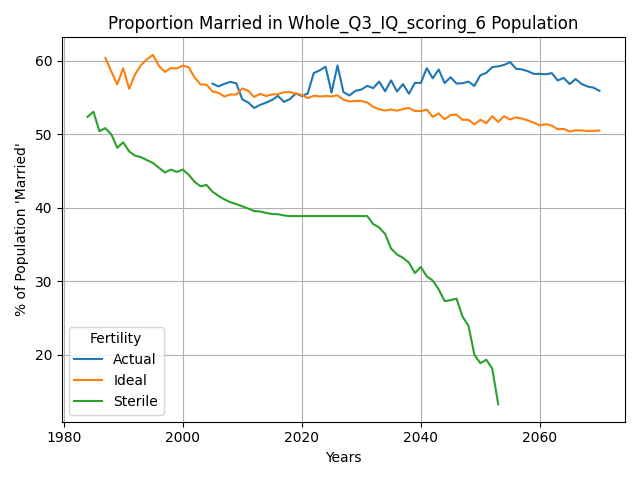 Proportion Married in Whole_Q3_IQ_scoring_6 Population
% of Population 'Married'
60
50
40
30
20
Fertility
Actual
Ideal
Sterile
1980
2000
2020
2040
2060
Years